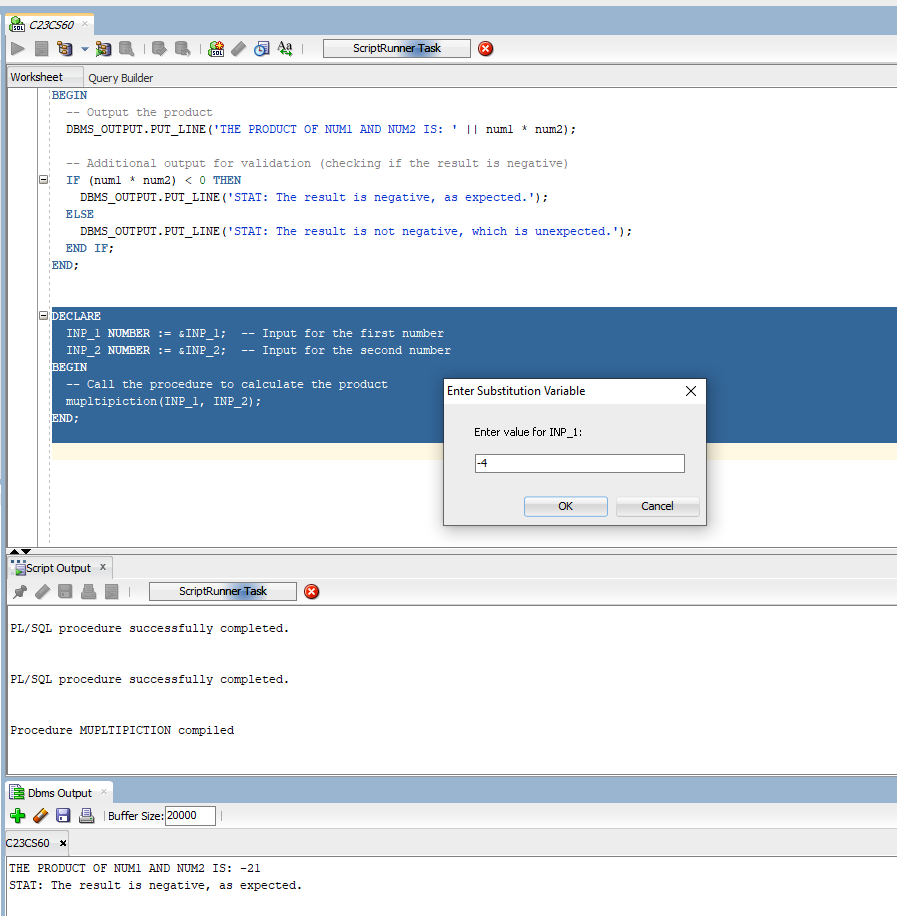 C23CS60
ScriptRunner Task
Worksheet Query Builder
BEGIN
-- Output the product
DBMS_OUTPUT.PUT_LINE('THE PRODUCT OF NUM1 AND NUM2 IS: ' || num1 * num2);
-- Additional output for validation (checking if the result is negative)
IF (num1 * num2) < 0 THEN
DBMS_OUTPUT.PUT_LINE('STAT: The result is negative, as expected.');
ELSE
DBMS_OUTPUT.PUT_LINE('STAT: The result is not negative, which is unexpected.');
END IF;
END;
DECLARE
INP_1 NUMBER := &INP_1; -- Input for the first number
INP_2 NUMBER := &INP_2; -- Input for the second number
BEGIN
-- Call the procedure to calculate the product
mupltipiction(INP_1, INP_2);
END;
Enter Substitution Variable
Enter value for INP_1:
-4
OK Cancel
Script Output
ScriptRunner Task
PL/SQL procedure successfully completed.
PL/SQL procedure successfully completed.
Procedure MUPLTIPICTION compiled
Dbms Output
Buffer Size: 20000
C23CS60
THE PRODUCT OF NUM1 AND NUM2 IS: -21
STAT: The result is negative, as expected.